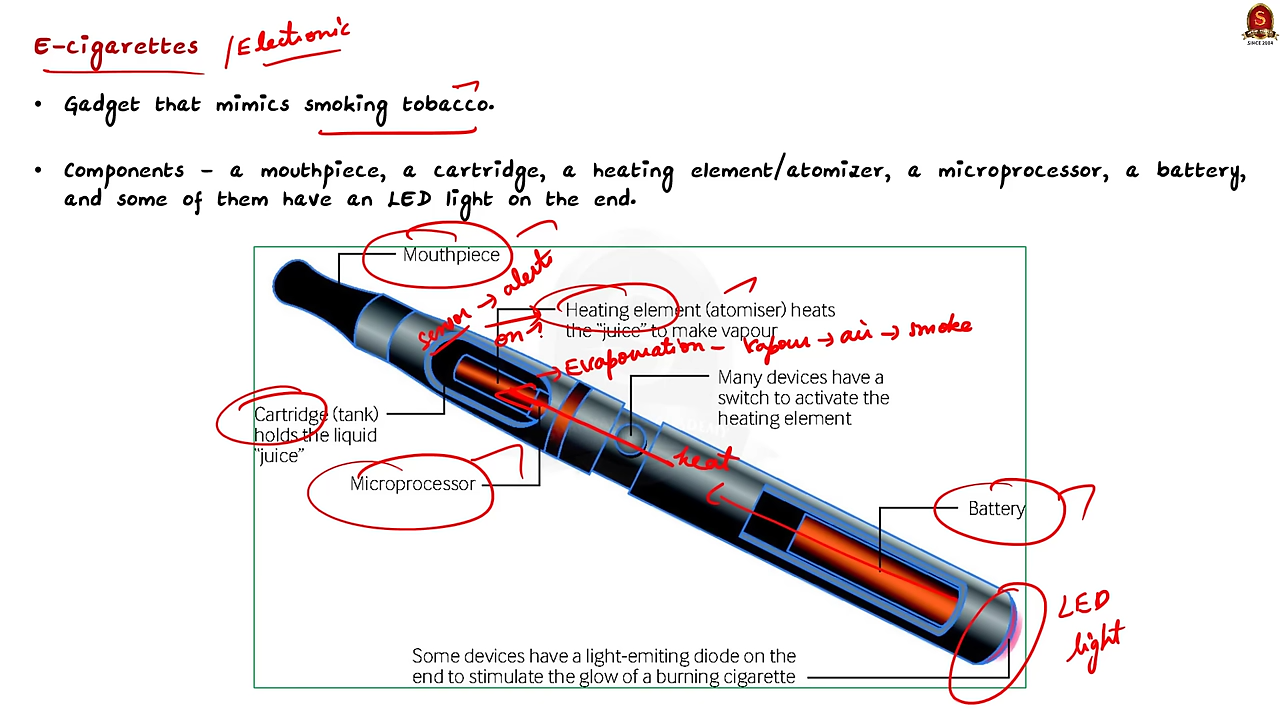 E-cigarettes / Electronic
• Gadget that mimics smoking tobacco.
• Components - a mouthpiece, a cartridge, a heating element/atomizer, a microprocessor, a battery,
and some of them have an LED light on the end.
Mouthpiece
sensor → alerts
on?
Heating element (atomiser) heats
the "juice" to make vapour
→ Evaporation - vapour → air → smoke
Many devices have a
switch to activate the
heating element
Cartridge (tank)
holds the liquid
"juice"
heat
Microprocessor
Battery
LED
light
Some devices have a light-emiting diode on the
end to stimulate the glow of a burning cigarette
S
SINCE 2004